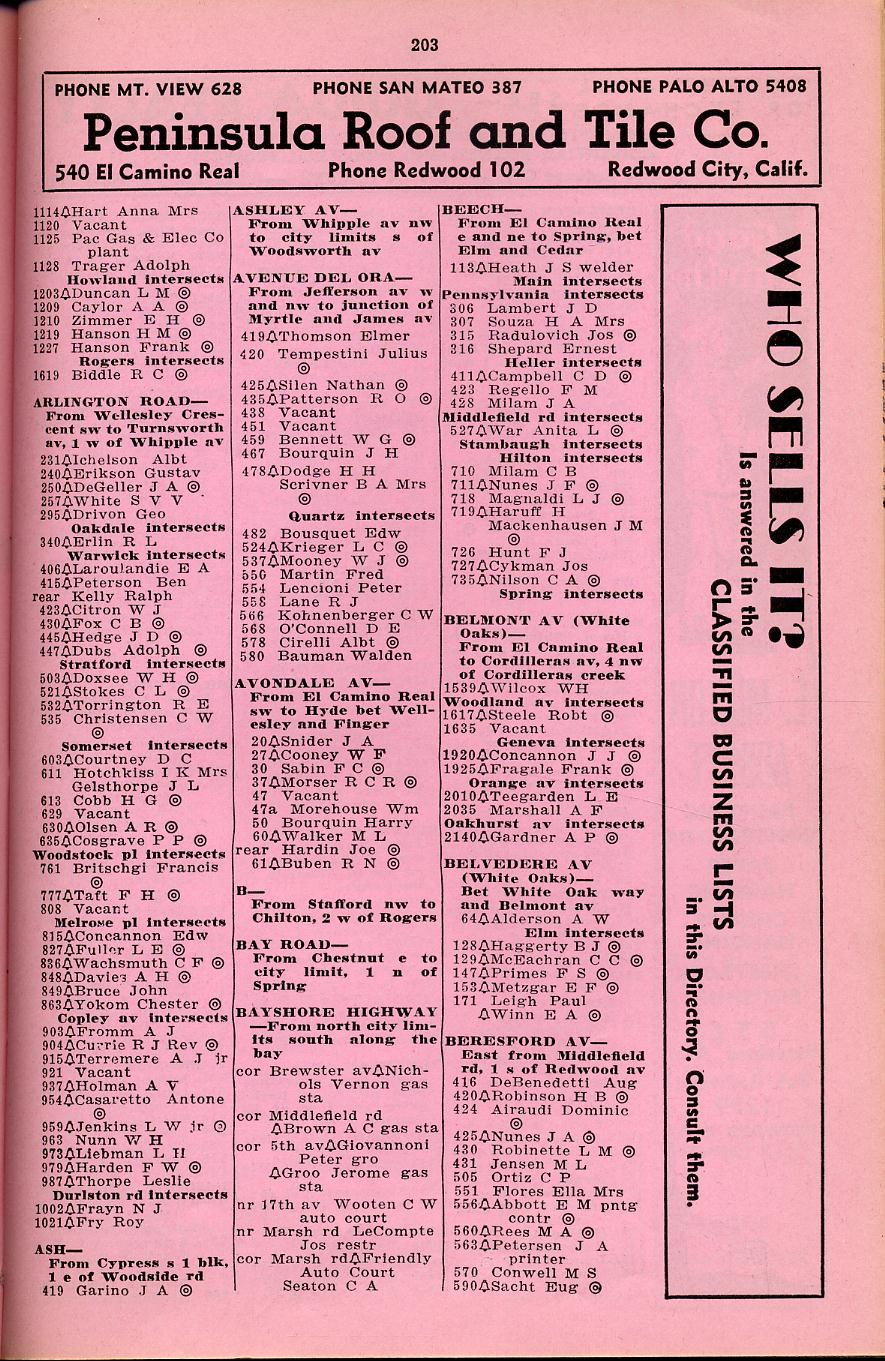 203
PHONE MT. VIEW 628 PHONE SAN MATEO 387 PHONE PALO ALTO 5408
Peninsula Roof and Tile Co.
540 El Camino Real Phone Redwood 102 Redwood City, Calif.
1114△Hart Anna Mrs
1120 Vacant
1125 Pac Gas & Elec Co
plant
1128 Trager Adolph
Howland intersects
1203△Duncan L M ◎
1209 Caylor A A ◎
1210 Zimmer E H ◎
1219 Hanson H M ◎
1227 Hanson Frank ◎
Rogers intersects
1619 Biddle R C ◎
ARLINGTON ROAD—
From Wellesley Cres-
cent sw to Turnsworth
av, 1 w of Whipple av
231△Ichelson Albt
240△Erikson Gustav
250△DeGeller J A ◎
257△White S V V
295△Drivon Geo
Oakdale intersects
340△Erlin R L
Warwick intersects
406△Laroulandie E A
415△Peterson Ben
rear Kelly Ralph
423△Citron W J
430△Fox C B ◎
445△Hedge J D ◎
447△Dubs Adolph ◎
Stratford intersects
503△Doxsee W H ◎
521△Stokes C L ◎
532△Torrington R E
535 Christensen C W
◎
Somerset intersects
603△Courtney D C
611 Hotchkiss I K Mrs
Gelsthorpe J L
613 Cobb H G ◎
629 Vacant
630△Olsen A R ◎
635△Cosgrave P P ◎
Woodstock pl intersects
761 Britschgi Francis
◎
777△Taft F H ◎
808 Vacant
Melrose pl intersects
815△Concannon Edw
827△Fuller L E ◎
836△Wachsmuth C F ◎
848△Davies A H ◎
849△Bruce John
863△Yokom Chester ◎
Copley av intersects
903△Fromm A J
904△Currie R J Rev ◎
915△Terremere A J jr
921 Vacant
937△Holman A V
954△Casaretto Antone
◎
959△Jenkins L W jr ◎
963 Nunn W H
973△Liebman L H
979△Harden F W ◎
987△Thorpe Leslie
Durlston rd intersects
1002△Frayn N J
1021△Fry Roy
ASH—
From Cypress s 1 blk,
1 e of Woodside rd
419 Garino J A ◎
ASHLEY AV—
From Whipple av nw
to city limits s of
Woodsworth av
AVENUE DEL ORA—
From Jefferson av w
and nw to junction of
Myrtle and James av
419△Thomson Elmer
420 Tempestini Julius
◎
425△Silen Nathan ◎
435△Patterson R O ◎
438 Vacant
451 Vacant
459 Bennett W G ◎
467 Bourquin J H
478△Dodge H H
Scrivner B A Mrs
◎
Quartz intersects
482 Bousquet Edw
524△Krieger L C ◎
537△Mooney W J ◎
550 Martin Fred
554 Lencioni Peter
558 Lane R J
566 Kohnenberger C W
568 O'Connell D E
578 Cirelli Albt ◎
580 Bauman Walden
AVONDALE AV—
From El Camino Real
sw to Hyde bet Well-
esley and Finger
20△Snider J A
27△Cooney W F
30 Sabin F C ◎
37△Morser R C R ◎
47 Vacant
47a Morehouse Wm
50 Bourquin Harry
60△Walker M L
rear Hardin Joe ◎
61△Buben R N ◎
B—
From Stafford nw to
Chilton, 2 w of Rogers
BAY ROAD—
From Chestnut e to
city limit, 1 n of
Spring
BAYSHORE HIGHWAY
—From north city lim-
its south along the
bay
cor Brewster av△Nich-
ols Vernon gas
sta
cor Middlefield rd
△Brown A C gas sta
cor 5th av△Giovannoni
Peter gro
△Groo Jerome gas
sta
nr 17th av Wooten C W
auto court
nr Marsh rd LeCompte
Jos restr
cor Marsh rd△Friendly
Auto Court
Seaton C A
BEECH—
From El Camino Real
e and ne to Spring, bet
Elm and Cedar
113△Heath J S welder
Main intersects
Pennsylvania intersects
306 Lambert J D
307 Souza H A Mrs
315 Radulovich Jos ◎
316 Shepard Ernest
Heller intersects
411△Campbell C D ◎
423 Regello F M
428 Milam J A
Middlefield rd intersects
527△War Anita L ◎
Stambaugh intersects
Hilton intersects
710 Milam C B
711△Nunes J F ◎
718 Magnaldi L J ◎
719△Haruff H
Mackenhausen J M
◎
726 Hunt F J
727△Cykman Jos
735△Nilson C A ◎
Spring intersects
BELMONT AV (White
Oaks)—
From El Camino Real
to Cordilleras av, 4 nw
of Cordilleras creek
1539△Wilcox WH
Woodland av intersects
1617△Steele Robt ◎
1635 Vacant
Geneva intersects
1920△Concannon J J ◎
1925△Fragale Frank ◎
Orange av intersects
2010△Teegarden L E
2035 Marshall A F
Oakhurst av intersects
2140△Gardner A P ◎
BELVEDERE AV
(White Oaks)—
Bet White Oak way
and Belmont av
64△Alderson A W
Elm intersects
128△Haggerty B J ◎
129△McEachran C C ◎
147△Primes F S ◎
153△Metzgar E F ◎
171 Leigh Paul
△Winn E A ◎
BERESFORD AV—
East from Middlefield
rd, 1 s of Redwood av
416 DeBenedetti Aug
420△Robinson H B ◎
424 Airaudi Dominic
◎
425△Nunes J A ◎
430 Robinette L M ◎
431 Jensen M L
505 Ortiz C P
551 Flores Ella Mrs
556△Abbott E M pntg
contr ◎
560△Rees M A ◎
563△Petersen J A
printer
570 Conwell M S
590△Sacht Eug ◎
WHO SELLS IT?
Is answered in the
CLASSIFIED BUSINESS LISTS
in this Directory. Consult them.